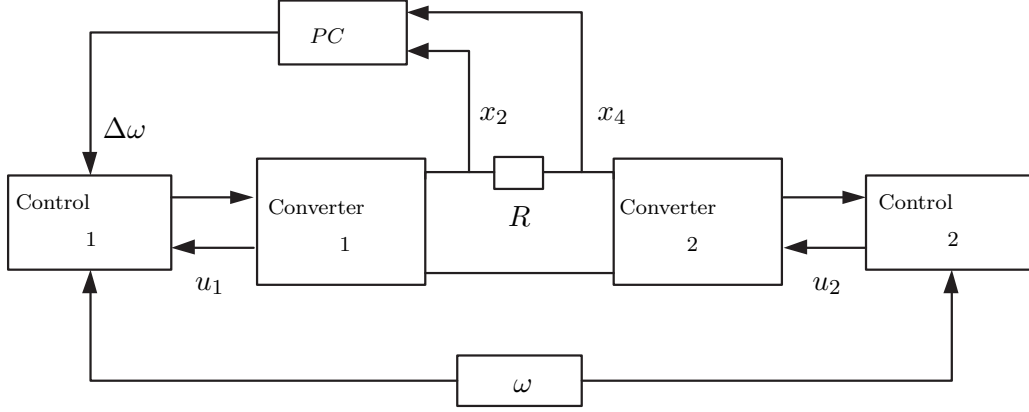 PC
x₂
x₄
Δω
Control
1
Converter
1
R
Converter
2
Control
2
u₁
u₂
ω